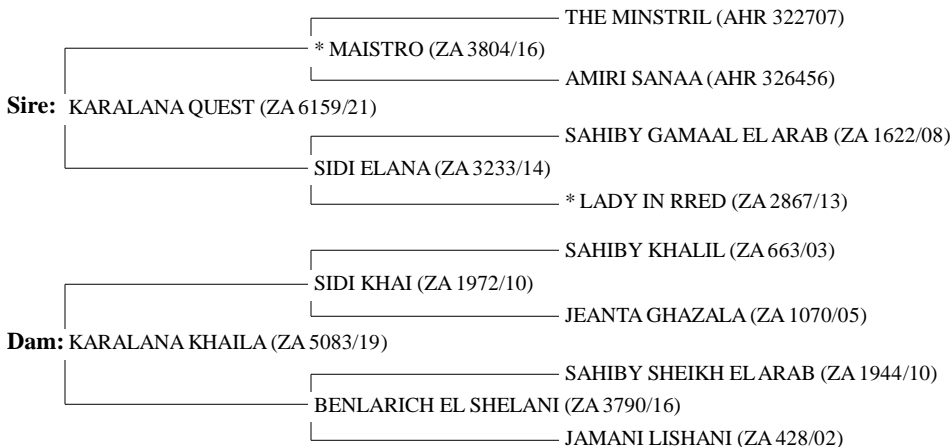 THE MINSTRIL (AHR 322707)
* MAISTRO (ZA 3804/16)
AMIRI SANAA (AHR 326456)
Sire: KARALANA QUEST (ZA 6159/21)
SAHIBY GAMAAL EL ARAB (ZA 1622/08)
SIDI ELANA (ZA 3233/14)
* LADY IN RRED (ZA 2867/13)
SAHIBY KHALIL (ZA 663/03)
SIDI KHAI (ZA 1972/10)
JEANTA GHAZALA (ZA 1070/05)
Dam: KARALANA KHAILA (ZA 5083/19)
SAHIBY SHEIKH EL ARAB (ZA 1944/10)
BENLARICH EL SHELANI (ZA 3790/16)
JAMANI LISHANI (ZA 428/02)